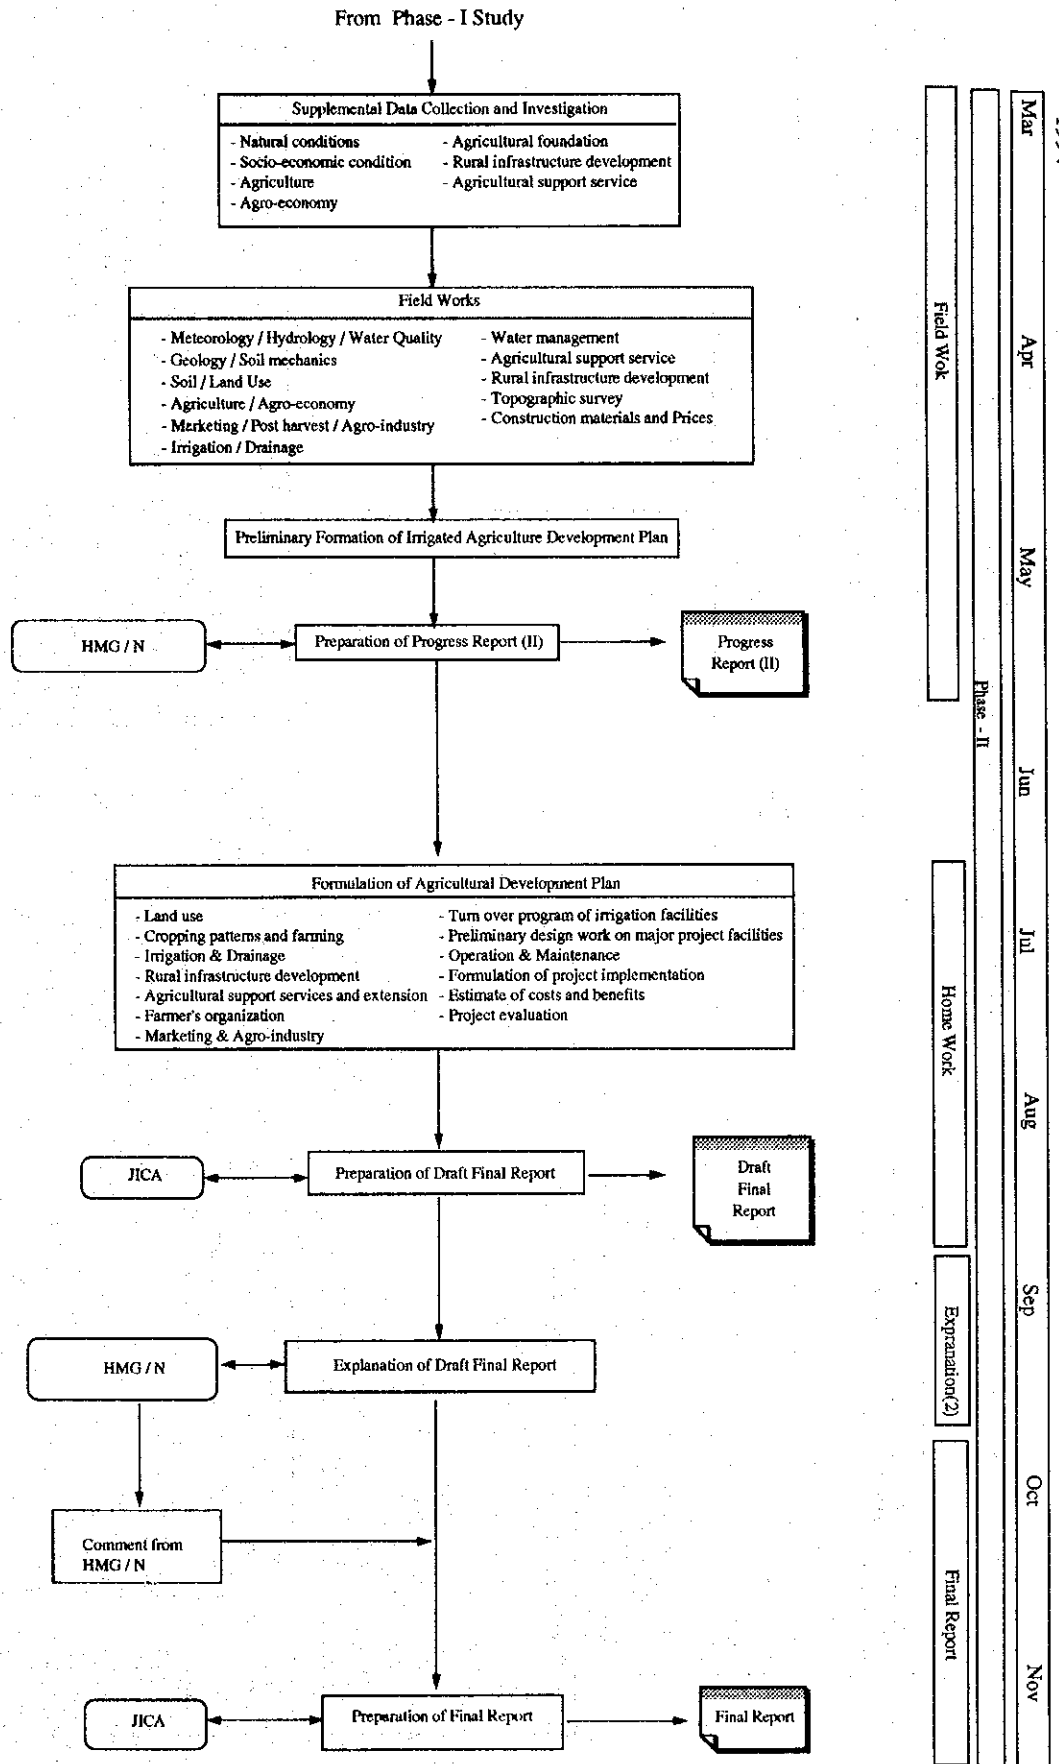 From Phase - I Study
Supplemental Data Collection and Investigation
- Natural conditions
- Socio-economic condition
- Agriculture
- Agro-economy
- Agricultural foundation
- Rural infrastructure development
- Agricultural support service
Field Works
- Meteorology / Hydrology / Water Quality
- Geology / Soil mechanics
- Soil / Land Use
- Agriculture / Agro-economy
- Marketing / Post harvest / Agro-industry
- Irrigation / Drainage
- Water management
- Agricultural support service
- Rural infrastructure development
- Topographic survey
- Construction materials and Prices
Preliminary Formation of Irrigated Agriculture Development Plan
HMG / N
Preparation of Progress Report (II)
Progress
Report (II)
Formulation of Agricultural Development Plan
- Land use
- Cropping patterns and farming
- Irrigation & Drainage
- Rural infrastructure development
- Agricultural support services and extension
- Farmer's organization
- Marketing & Agro-industry
- Turn over program of irrigation facilities
- Preliminary design work on major project facilities
- Operation & Maintenance
- Formulation of project implementation
- Estimate of costs and benefits
- Project evaluation
JICA
Preparation of Draft Final Report
Draft
Final
Report
HMG / N
Explanation of Draft Final Report
Comment from
HMG / N
JICA
Preparation of Final Report
Final Report
Field Wok
Home Work
Expranation(2)
Final Report
Phase - II
Mar
Apr
May
Jun
Jul
Aug
Sep
Oct
Nov